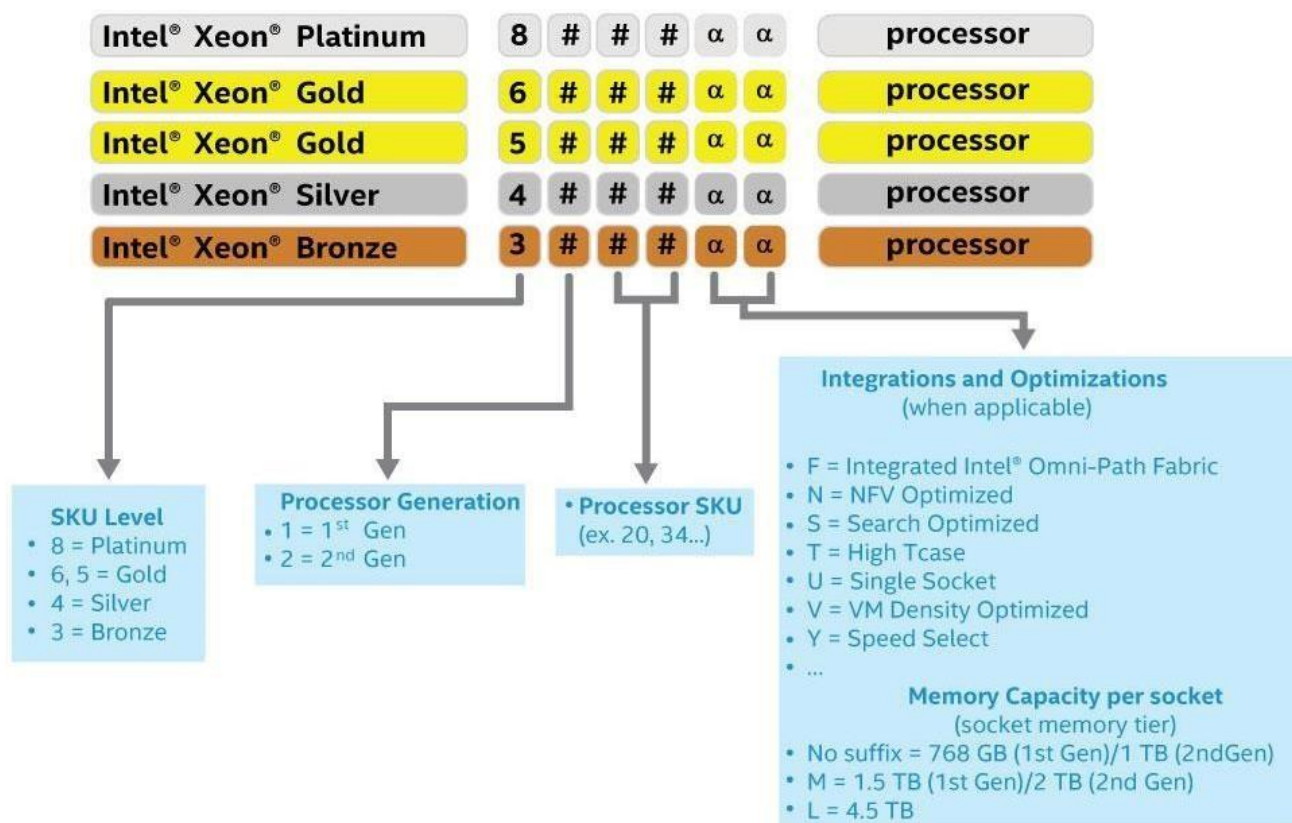 Intel® Xeon® Platinum 8 # # # α α processor
Intel® Xeon® Gold 6 # # # α α processor
Intel® Xeon® Gold 5 # # # α α processor
Intel® Xeon® Silver 4 # # # α α processor
Intel® Xeon® Bronze 3 # # # α α processor
SKU Level
• 8 = Platinum
• 6, 5 = Gold
• 4 = Silver
• 3 = Bronze
Processor Generation
• 1 = 1st Gen
• 2 = 2nd Gen
• Processor SKU
(ex. 20, 34...)
Integrations and Optimizations
(when applicable)
• F = Integrated Intel® Omni-Path Fabric
• N = NFV Optimized
• S = Search Optimized
• T = High Tcase
• U = Single Socket
• V = VM Density Optimized
• Y = Speed Select
• ...
Memory Capacity per socket
(socket memory tier)
• No suffix = 768 GB (1st Gen)/1 TB (2ndGen)
• M = 1.5 TB (1st Gen)/2 TB (2nd Gen)
• L = 4.5 TB